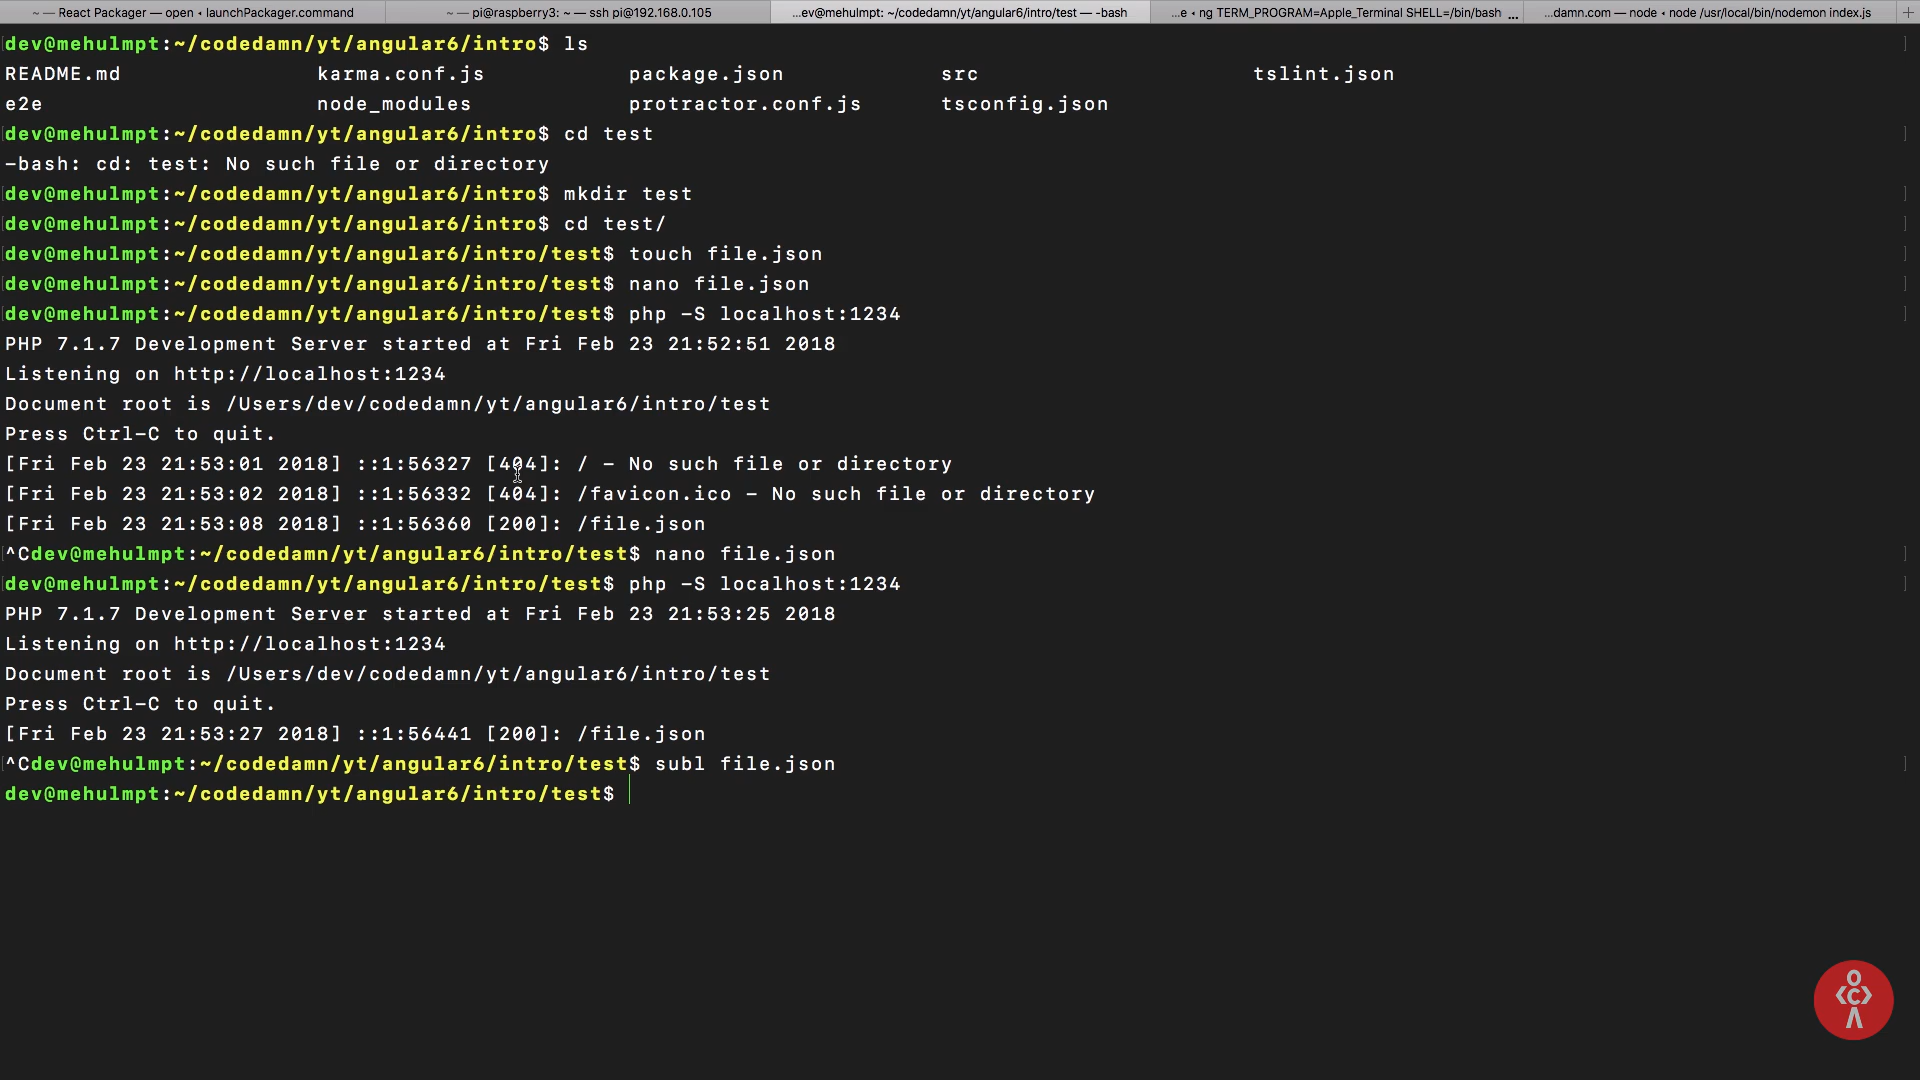 ~ — React Packager — open ◂ launchPackager.command
~ — pi@raspberry3: ~ — ssh pi@192.168.0.105
...ev@mehulmpt: ~/codedamn/yt/angular6/intro/test — -bash
...e ◂ ng TERM_PROGRAM=Apple_Terminal SHELL=/bin/bash ...
...damn.com — node ◂ node /usr/local/bin/nodemon index.js
+
dev@mehulmpt:~/codedamn/yt/angular6/intro$ ls
README.md karma.conf.js package.json src tslint.json
e2e node_modules protractor.conf.js tsconfig.json
dev@mehulmpt:~/codedamn/yt/angular6/intro$ cd test
-bash: cd: test: No such file or directory
dev@mehulmpt:~/codedamn/yt/angular6/intro$ mkdir test
dev@mehulmpt:~/codedamn/yt/angular6/intro$ cd test/
dev@mehulmpt:~/codedamn/yt/angular6/intro/test$ touch file.json
dev@mehulmpt:~/codedamn/yt/angular6/intro/test$ nano file.json
dev@mehulmpt:~/codedamn/yt/angular6/intro/test$ php -S localhost:1234
PHP 7.1.7 Development Server started at Fri Feb 23 21:52:51 2018
Listening on http://localhost:1234
Document root is /Users/dev/codedamn/yt/angular6/intro/test
Press Ctrl-C to quit.
[Fri Feb 23 21:53:01 2018] ::1:56327 [404]: / - No such file or directory
[Fri Feb 23 21:53:02 2018] ::1:56332 [404]: /favicon.ico - No such file or directory
[Fri Feb 23 21:53:08 2018] ::1:56360 [200]: /file.json
^Cdev@mehulmpt:~/codedamn/yt/angular6/intro/test$ nano file.json
dev@mehulmpt:~/codedamn/yt/angular6/intro/test$ php -S localhost:1234
PHP 7.1.7 Development Server started at Fri Feb 23 21:53:25 2018
Listening on http://localhost:1234
Document root is /Users/dev/codedamn/yt/angular6/intro/test
Press Ctrl-C to quit.
[Fri Feb 23 21:53:27 2018] ::1:56441 [200]: /file.json
^Cdev@mehulmpt:~/codedamn/yt/angular6/intro/test$ subl file.json
dev@mehulmpt:~/codedamn/yt/angular6/intro/test$